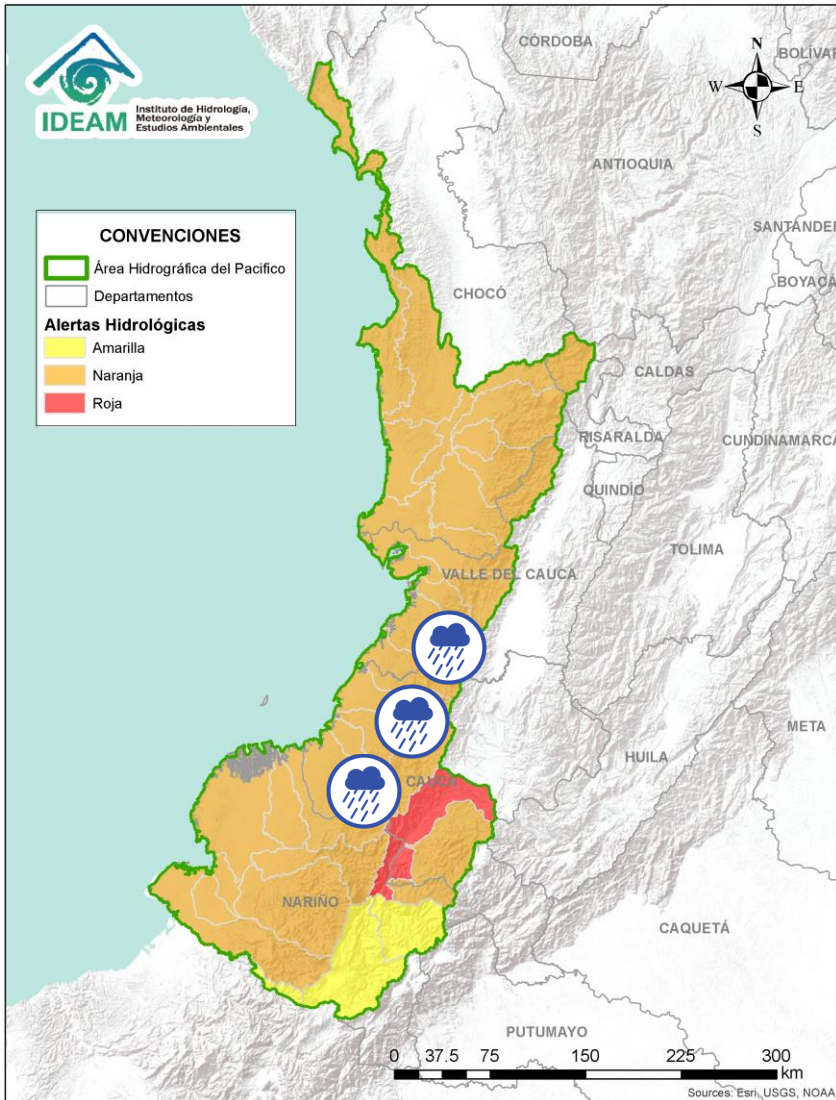 IDEAM
Instituto de Hidrología,
Meteorología y
Estudios Ambientales
CÓRDOBA
BOLÍVAR
N
W
E
S
ANTIOQUIA
SANTANDER
BOYACÁ
CONVENCIONES
Área Hidrográfica del Pacifico
Departamentos
Alertas Hidrológicas
Amarilla
Naranja
Roja
CHOCÓ
CALDAS
RISARALDA
CUNDINAMARCA
QUINDÍO
TOLIMA
VALLE DEL CAUCA
META
HUILA
CAUCA
NARIÑO
CAQUETÁ
PUTUMAYO
0 37.5 75 150 225 300
km
Sources: Esri, USGS, NOAA